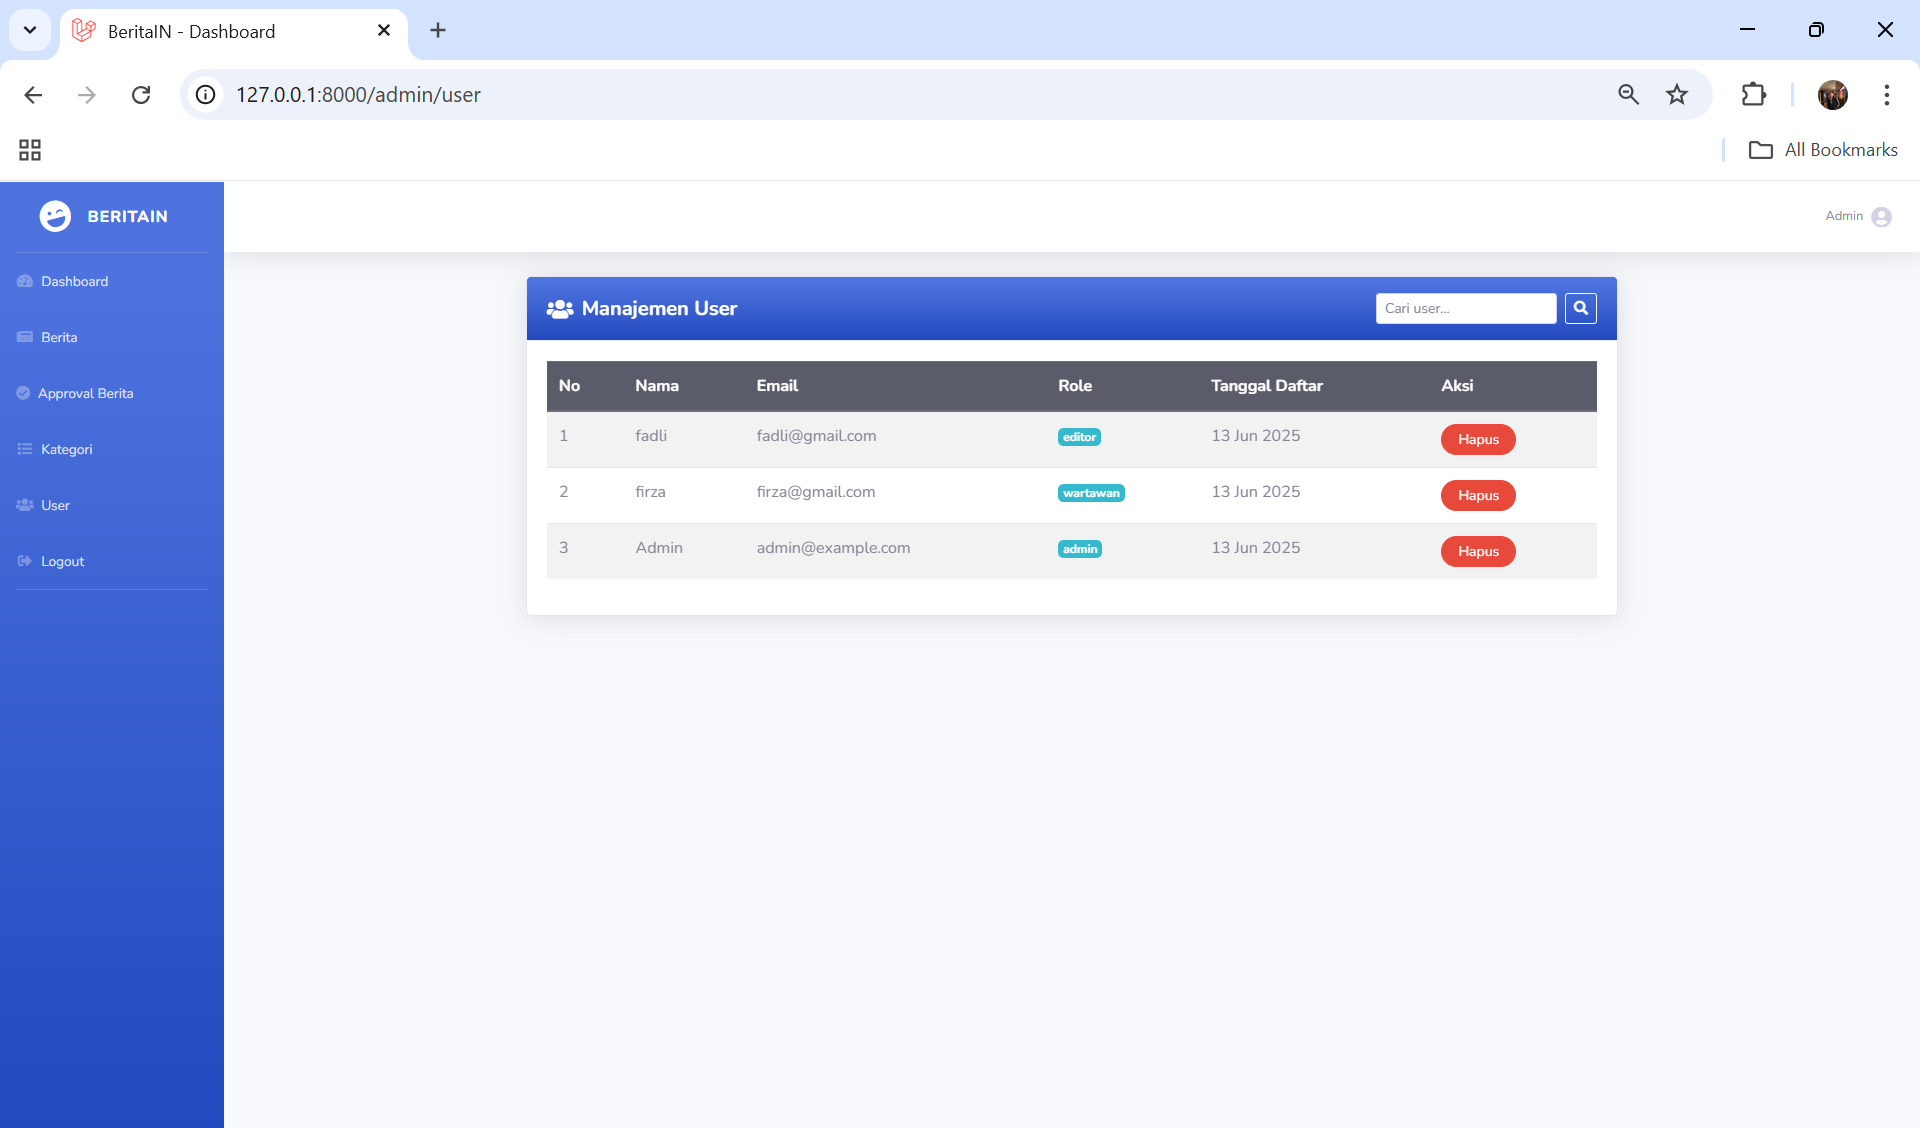 BeritaIN - Dashboard
127.0.0.1:8000/admin/user
All Bookmarks
BERITAIN
Admin
Dashboard
Berita
Approval Berita
Kategori
User
Logout
Manajemen User
Cari user...
No Nama Email Role Tanggal Daftar Aksi
1 fadli fadli@gmail.com editor 13 Jun 2025 Hapus
2 firza firza@gmail.com wartawan 13 Jun 2025 Hapus
3 Admin admin@example.com admin 13 Jun 2025 Hapus